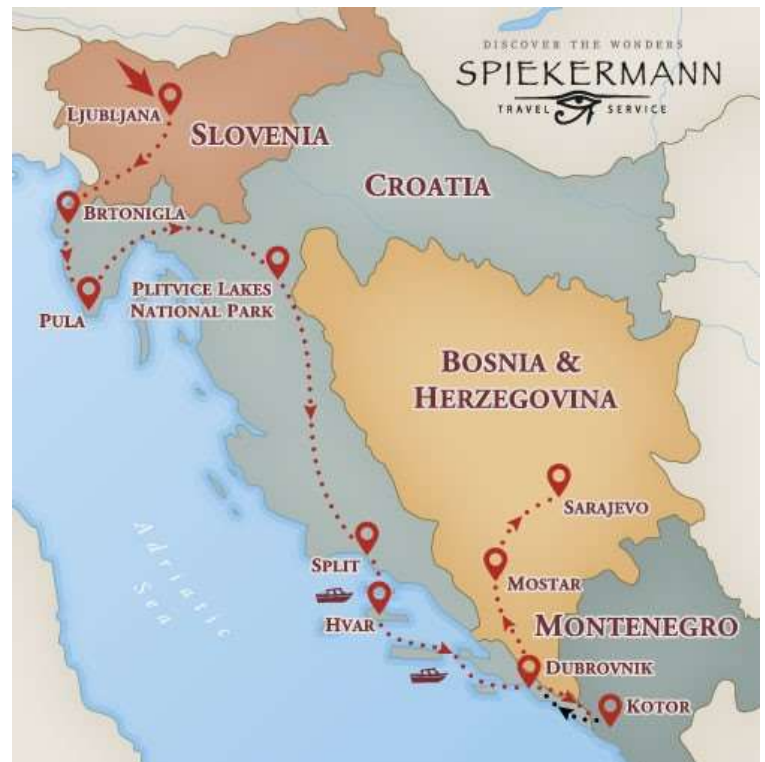 DISCOVER THE WONDERS
SPIEKERMANN
TRAVEL SERVICE
LJUBLJANA
SLOVENIA
CROATIA
BRTONIGLA
PLITVICE LAKES
NATIONAL PARK
PULA
BOSNIA &
HERZEGOVINA
SARAJEVO
SPLIT
MOSTAR
HVAR
MONTENEGRO
DUBROVNIK
KOTOR
Adriatic
Sea